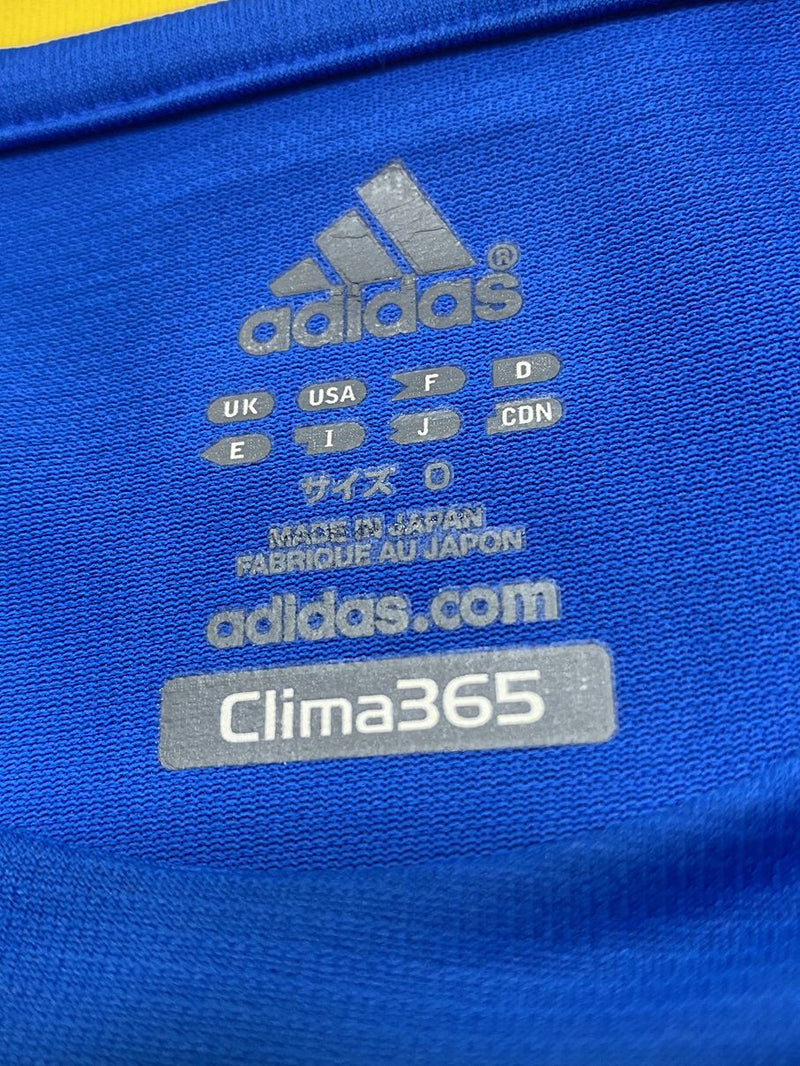 adidas®
UK USA F D
E I J CDN
サイズ O
MADE IN JAPAN
FABRIQUE AU JAPON
adidas.com
Clima365